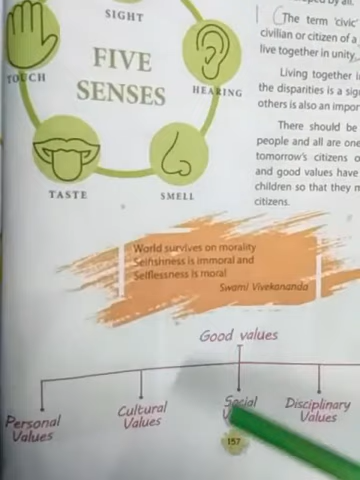 SIGHT
TOUCH
FIVE
SENSES
HEARING
TASTE
SMELL
The term 'civic'
civilian or citizen of a
live together in unity.
Living together i
the disparities is a sig
others is also an impor
There should be
people and all are one
tomorrow's citizens o
and good values have
children so that they m
citizens.
World survives on morality
Selfishness is immoral and
Selflessness is moral
Swami Vivekananda
Good values
Personal
Values
Cultural
Values
Social
Disciplinary
Values
157